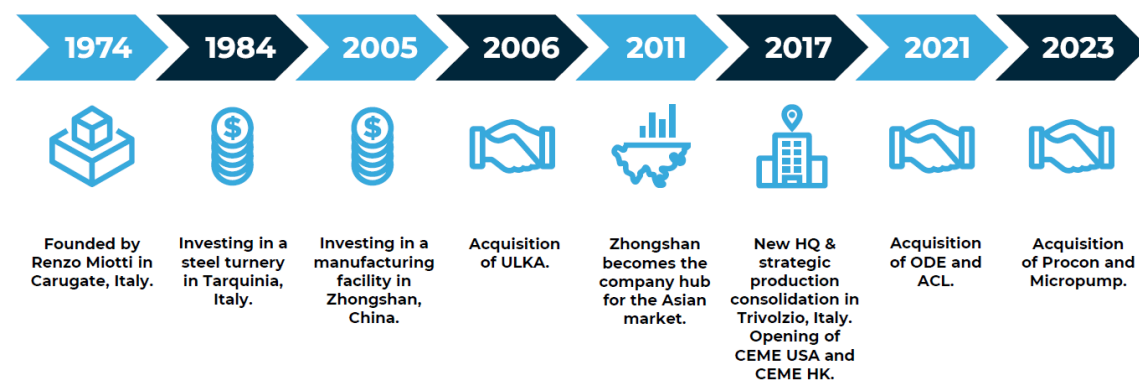 1974
1984
2005
2006
2011
2017
2021
2023
$
$
Founded by
Renzo Miotti in
Carugate, Italy.
Investing in a
steel turnery
in Tarquinia,
Italy.
Investing in a
manufacturing
facility in
Zhongshan,
China.
Acquisition
of ULKA.
Zhongshan
becomes the
company hub
for the Asian
market.
New HQ &
strategic
production
consolidation in
Trivolzio, Italy.
Opening of
CEME USA and
CEME HK.
Acquisition
of ODE and
ACL.
Acquisition
of Procon and
Micropump.